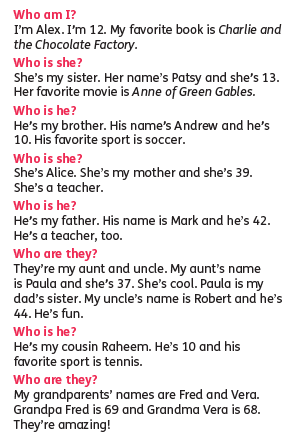 Who am I?
I'm Alex. I'm 12. My favorite book is Charlie and
the Chocolate Factory.
Who is she?
She's my sister. Her name's Patsy and she's 13.
Her favorite movie is Anne of Green Gables.
Who is he?
He's my brother. His name's Andrew and he's
10. His favorite sport is soccer.
Who is she?
She's Alice. She's my mother and she's 39.
She's a teacher.
Who is he?
He's my father. His name is Mark and he's 42.
He's a teacher, too.
Who are they?
They're my aunt and uncle. My aunt's name
is Paula and she's 37. She's cool. Paula is my
dad's sister. My uncle's name is Robert and he's
44. He's fun.
Who is he?
He's my cousin Raheem. He's 10 and his
favorite sport is tennis.
Who are they?
My grandparents' names are Fred and Vera.
Grandpa Fred is 69 and Grandma Vera is 68.
They're amazing!